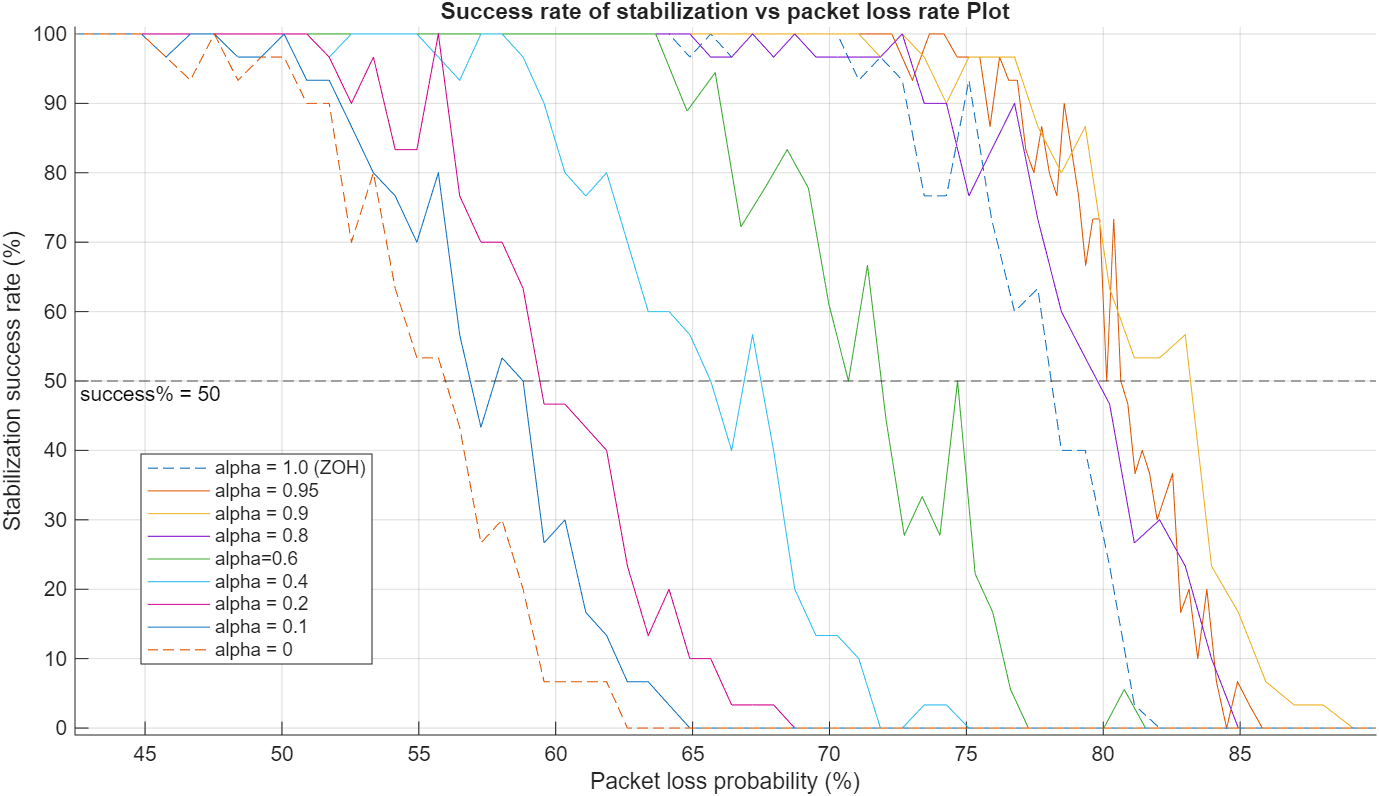 Success rate of stabilization vs packet loss rate Plot
Stabilization success rate (%)
100
90
80
70
60
50
40
30
20
10
0
success% = 50
alpha = 1.0 (ZOH)
alpha = 0.95
alpha = 0.9
alpha = 0.8
alpha=0.6
alpha = 0.4
alpha = 0.2
alpha = 0.1
alpha = 0
45 50 55 60 65 70 75 80 85
Packet loss probability (%)